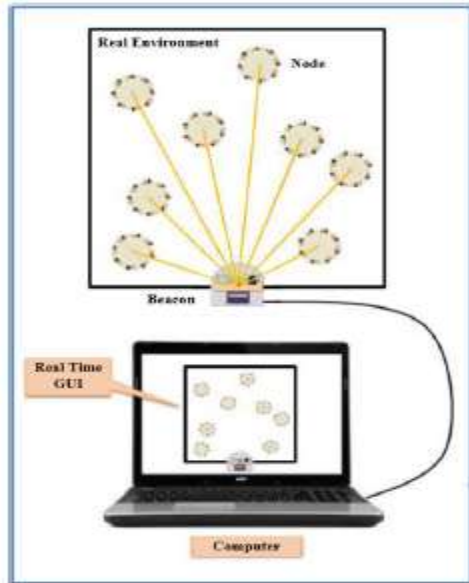 Real Environment
Node
Beacon
Real Time
GUI
Computer